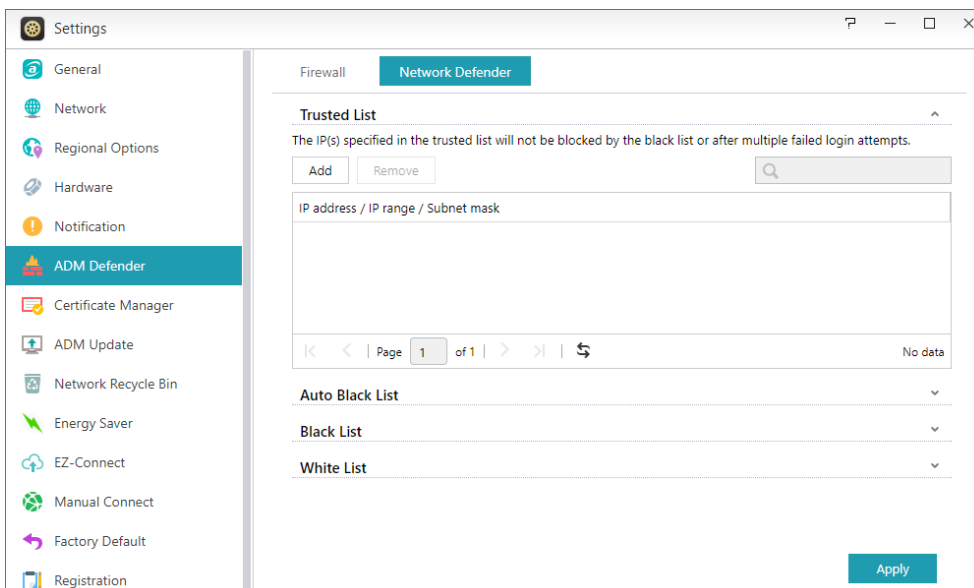 Settings
General
Network
Regional Options
Hardware
Notification
ADM Defender
Certificate Manager
ADM Update
Network Recycle Bin
Energy Saver
EZ-Connect
Manual Connect
Factory Default
Registration
Firewall
Network Defender
Trusted List
The IP(s) specified in the trusted list will not be blocked by the black list or after multiple failed login attempts.
Add Remove
IP address / IP range / Subnet mask
Page 1 of 1 No data
Auto Black List
Black List
White List
Apply